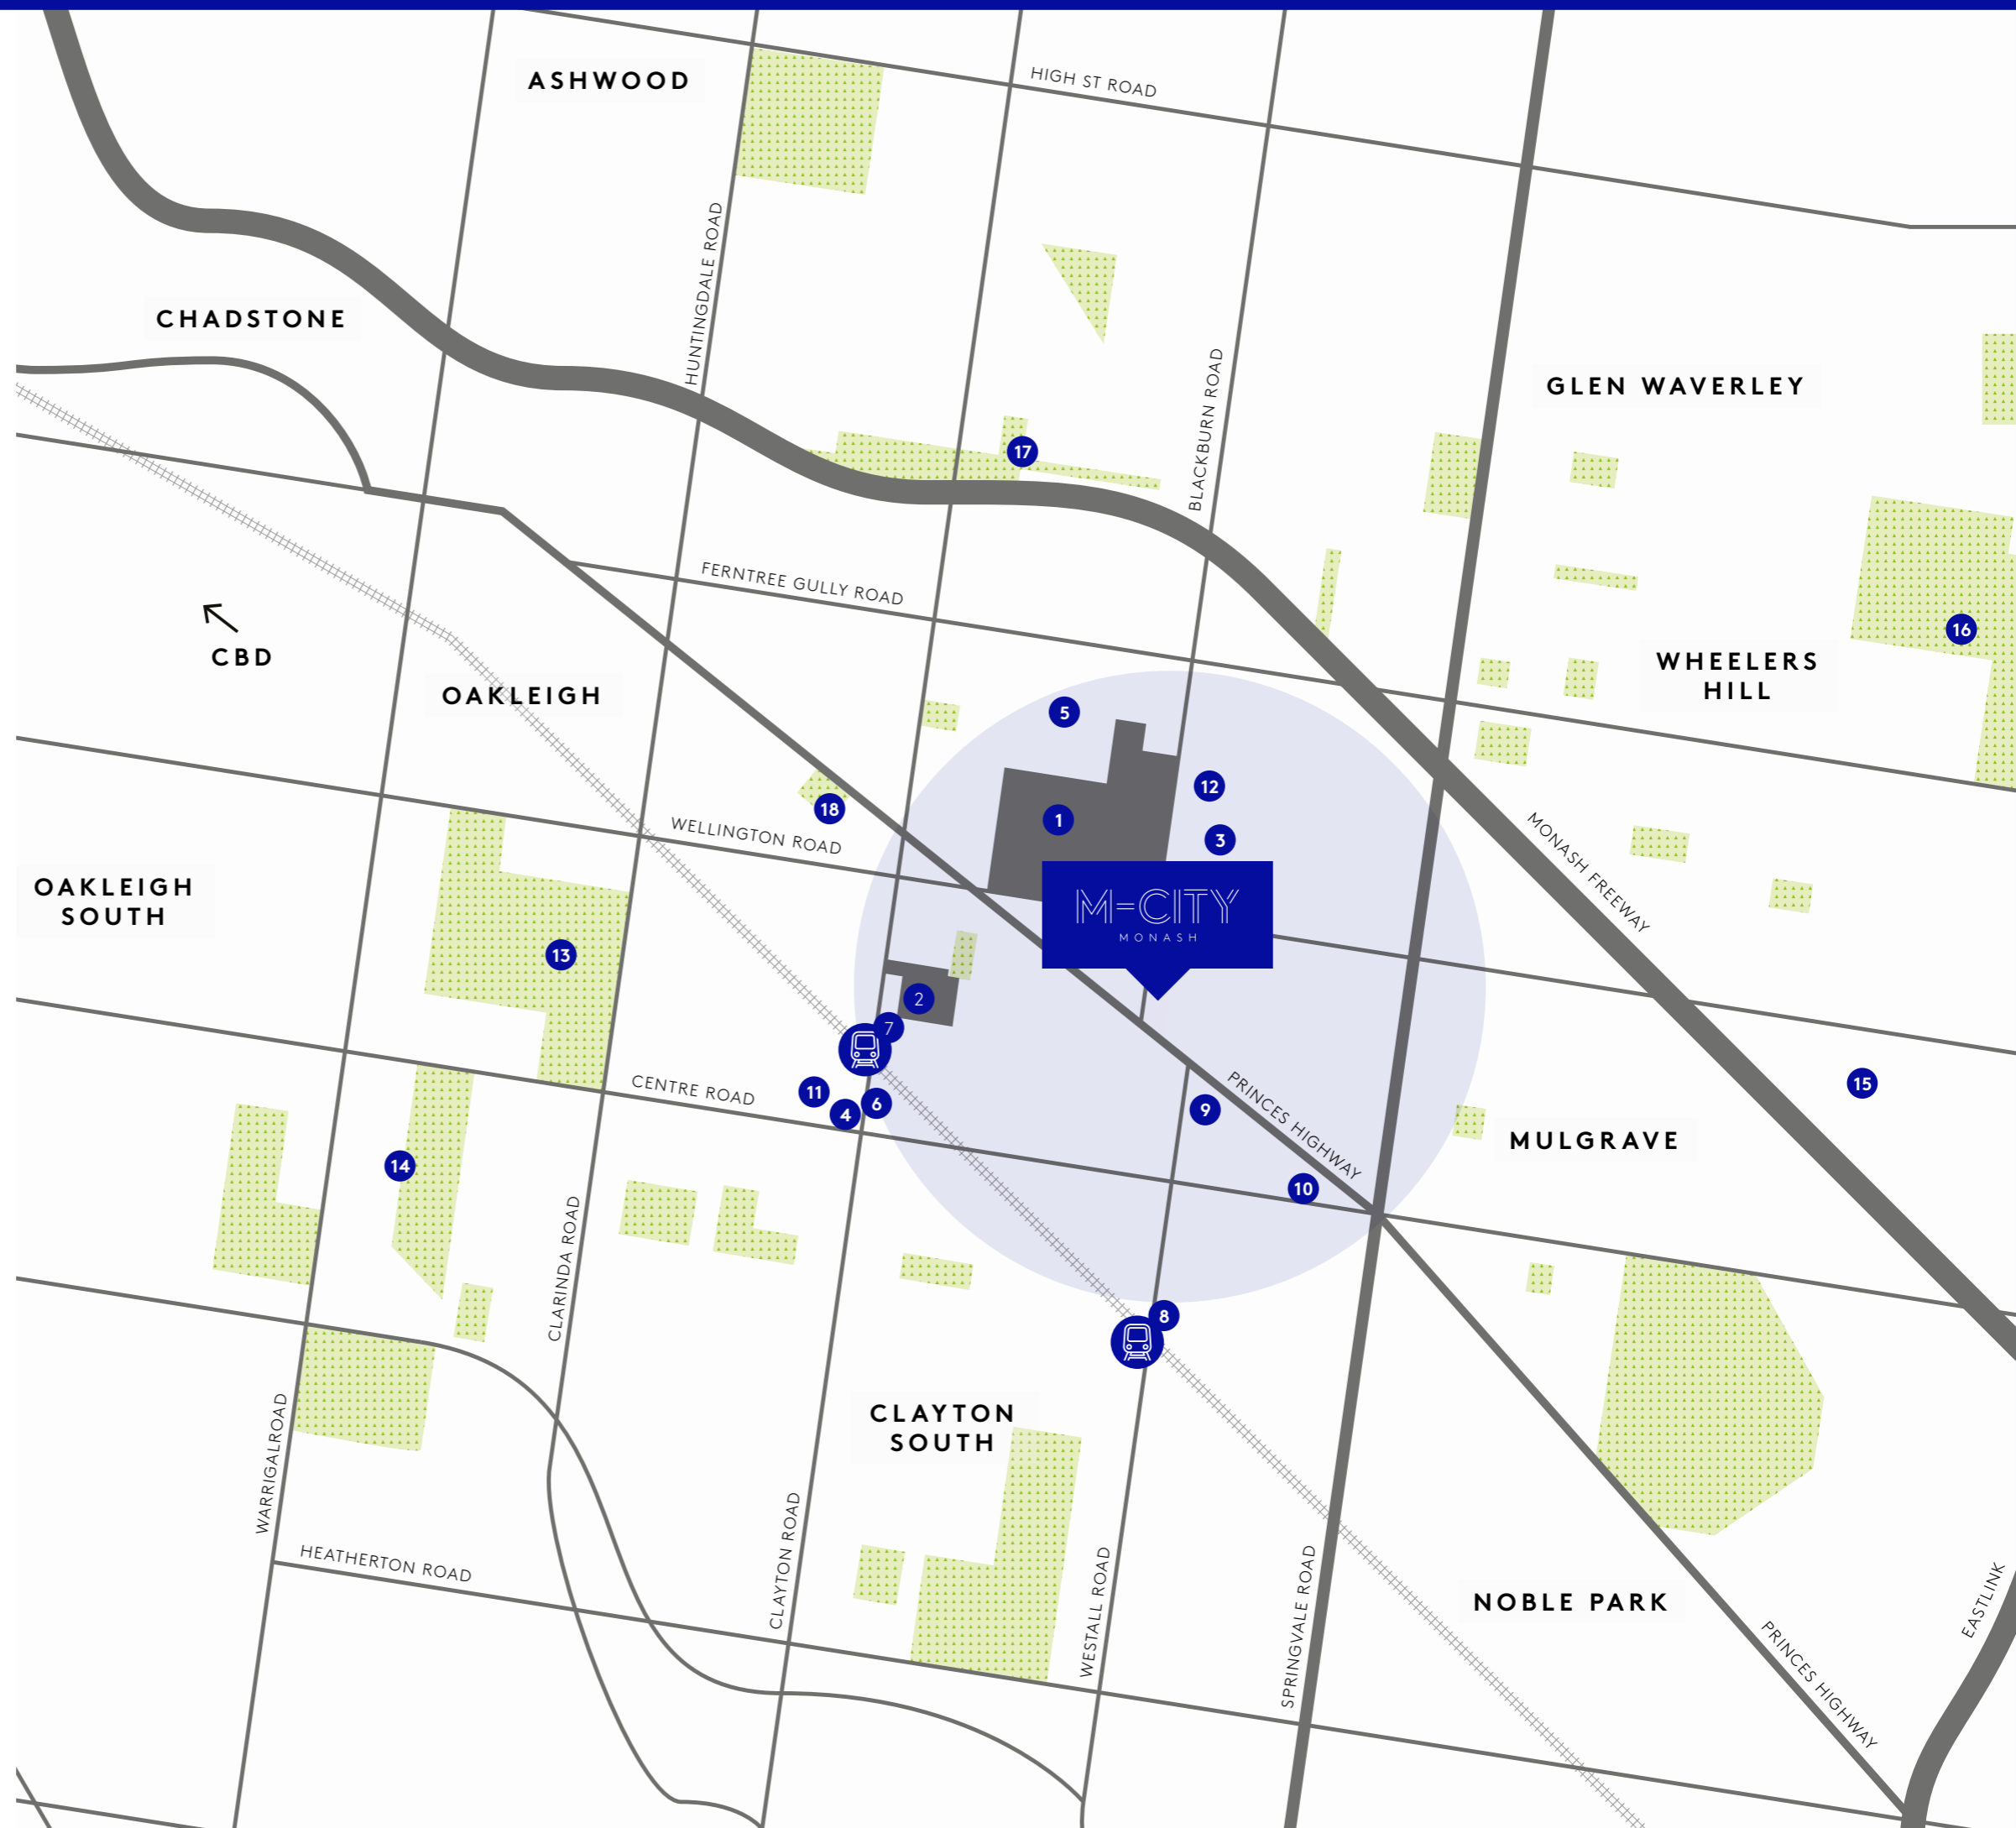 ASHWOOD
HIGH ST ROAD
HUNTINGDALE ROAD
CHADSTONE
BLACKBURN ROAD
GLEN WAVERLEY
17
FERNTREE GULLY ROAD
CBD
16
WHEELERS
HILL
OAKLEIGH
5
12
18
1
3
WELLINGTON ROAD
MONASH FREEWAY
OAKLEIGH
SOUTH
M=CITY
MONASH
13
2
7
11
4
6
CENTRE ROAD
PRINCES HIGHWAY
9
15
MULGRAVE
14
10
CLARINDA ROAD
8
CLAYTON
SOUTH
WARRIGALROAD
CLAYTON ROAD
WESTALL ROAD
SPRINGVALE ROAD
HEATHERTON ROAD
NOBLE PARK
EASTLINK
PRINCES HIGHWAY